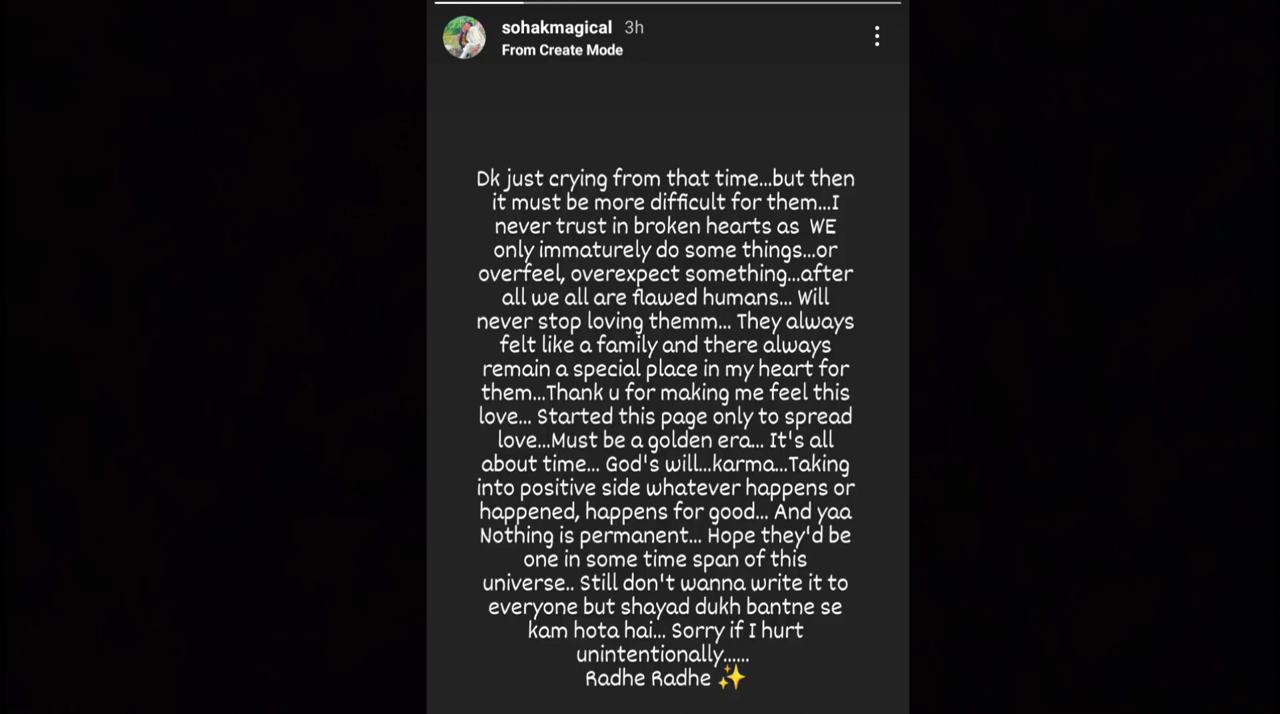 sohakmagical 3h
From Create Mode
Dk just crying from that time...but then
it must be more difficult for them...I
never trust in broken hearts as WE
only immaturely do some things...or
overfeel, overexpect something...after
all we all are flawed humans... Will
never stop loving themm... They always
felt like a family and there always
remain a special place in my heart for
them...Thank u for making me feel this
love... Started this page only to spread
love...Must be a golden era... It's all
about time... God's will...karma...Taking
into positive side whatever happens or
happened, happens for good... And yaa
Nothing is permanent... Hope they'd be
one in some time span of this
universe.. Still don't wanna write it to
everyone but shayad dukh bantne se
kam hota hai... Sorry if I hurt
unintentionally......
Radhe Radhe ✨